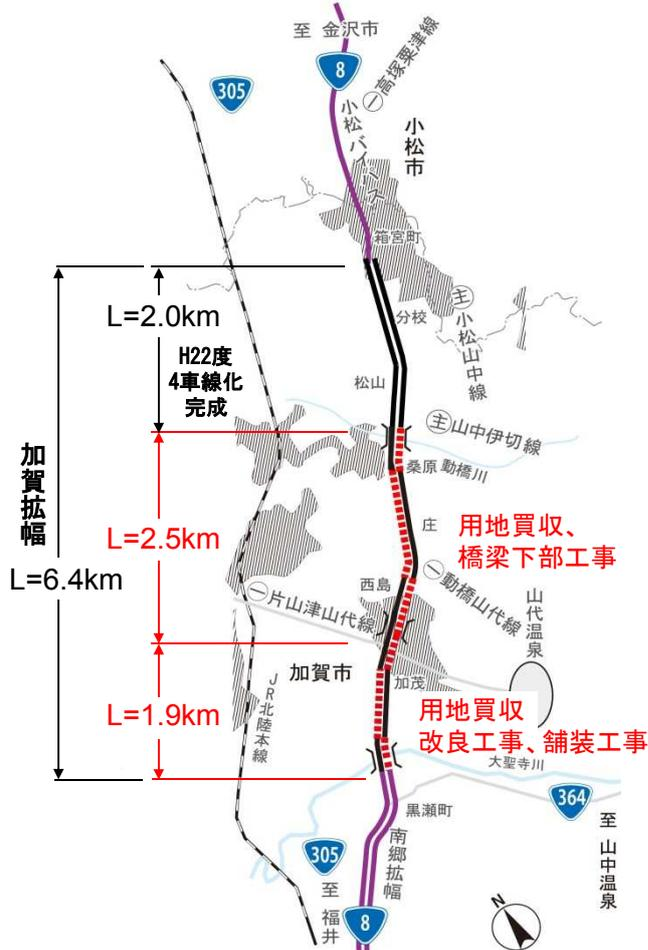 至 金沢市
8
305
一高塚粟津線
小松バイパス
小松市
箱宮町
L=2.0km
分校
主小松山中線
H22度
4車線化
完成
松山
主山中伊切線
桑原
動橋川
加賀拡幅
L=6.4km
L=2.5km
庄
用地買収、
橋梁下部工事
西島
一動橋山代線
一片山津山代線
山代温泉
加賀市
加茂
JR北陸本線
L=1.9km
用地買収
改良工事、舗装工事
大聖寺川
364
黒瀬町
至 山中温泉
305
南郷拡幅
至 福井
8
N